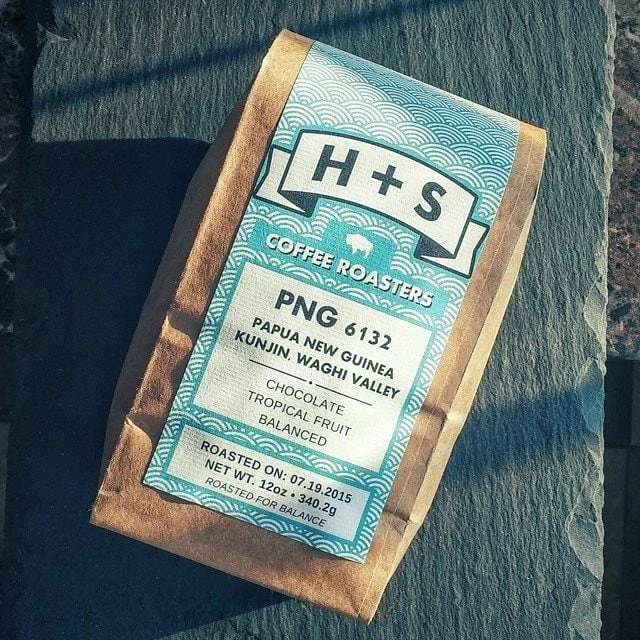 H + S
COFFEE ROASTERS
PNG 6132
PAPUA NEW GUINEA
KUNJIN, WAGHI VALLEY
CHOCOLATE
TROPICAL FRUIT
BALANCED
ROASTED ON: 07.19.2015
NET WT. 12oz • 340.2g
ROASTED FOR BALANCE